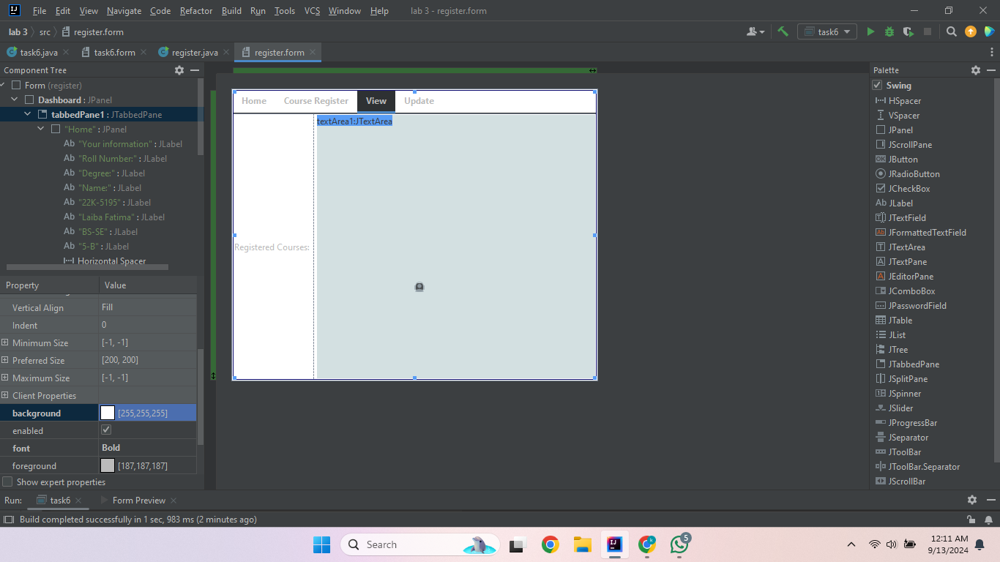 File Edit View Navigate Code Refactor Build Run Tools VCS Window Help lab 3 - register.form
lab 3 src register.form task6
task6.java task6.form register.java register.form
Component Tree
Form (register)
Dashboard : JPanel
tabbedPane1 : JTabbedPane
"Home" : JPanel
Ab "Your information" : JLabel
Ab "Roll Number:" : JLabel
Ab "Degree:" : JLabel
Ab "Name:" : JLabel
Ab "22K-5195" : JLabel
Ab "Laiba Fatima" : JLabel
Ab "BS-SE" : JLabel
Ab "5-B" : JLabel
Horizontal Spacer
Property Value
Vertical Align Fill
Indent 0
Minimum Size [-1, -1]
Preferred Size [200, 200]
Maximum Size [-1, -1]
Client Properties
background [255,255,255]
enabled
font Bold
foreground [187,187,187]
Show expert properties
Home Course Register View Update
textArea1:JTextArea
Registered Courses:
Palette
Swing
HSpacer
VSpacer
JPanel
JScrollPane
OK JButton
JRadioButton
JCheckBox
Ab JLabel
JTextField
JFormattedTextField
JTextArea
JTextPane
JEditorPane
JComboBox
JPasswordField
JTable
JList
JTree
JTabbedPane
JSplitPane
JSpinner
JSlider
JProgressBar
JSeparator
JToolBar
JToolBar.Separator
JScrollBar
Run: task6 Form Preview
Build completed successfully in 1 sec, 983 ms (2 minutes ago)
Search
5
12:11 AM
9/13/2024